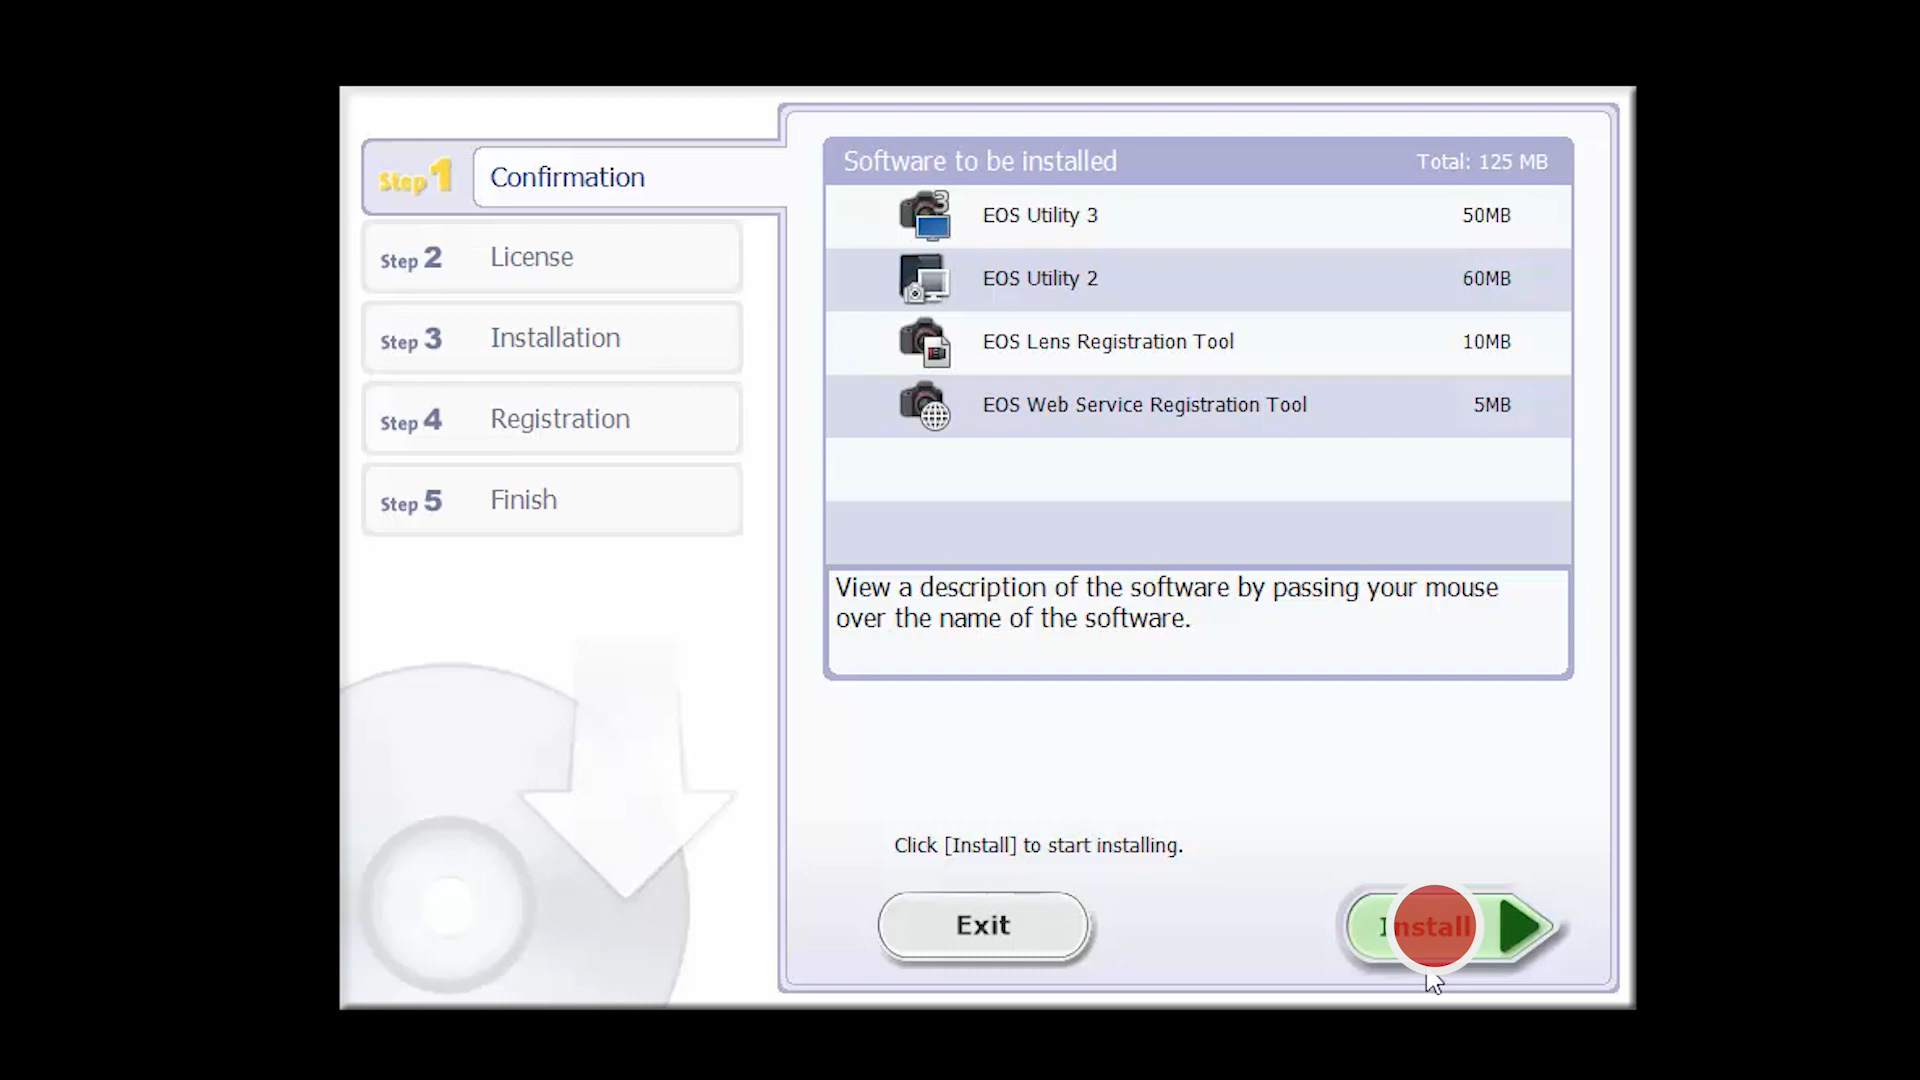 Step 1 Confirmation
Step 2 License
Step 3 Installation
Step 4 Registration
Step 5 Finish
Software to be installed Total: 125 MB
EOS Utility 3 50MB
EOS Utility 2 60MB
EOS Lens Registration Tool 10MB
EOS Web Service Registration Tool 5MB
View a description of the software by passing your mouse
over the name of the software.
Click [Install] to start installing.
Exit
Install